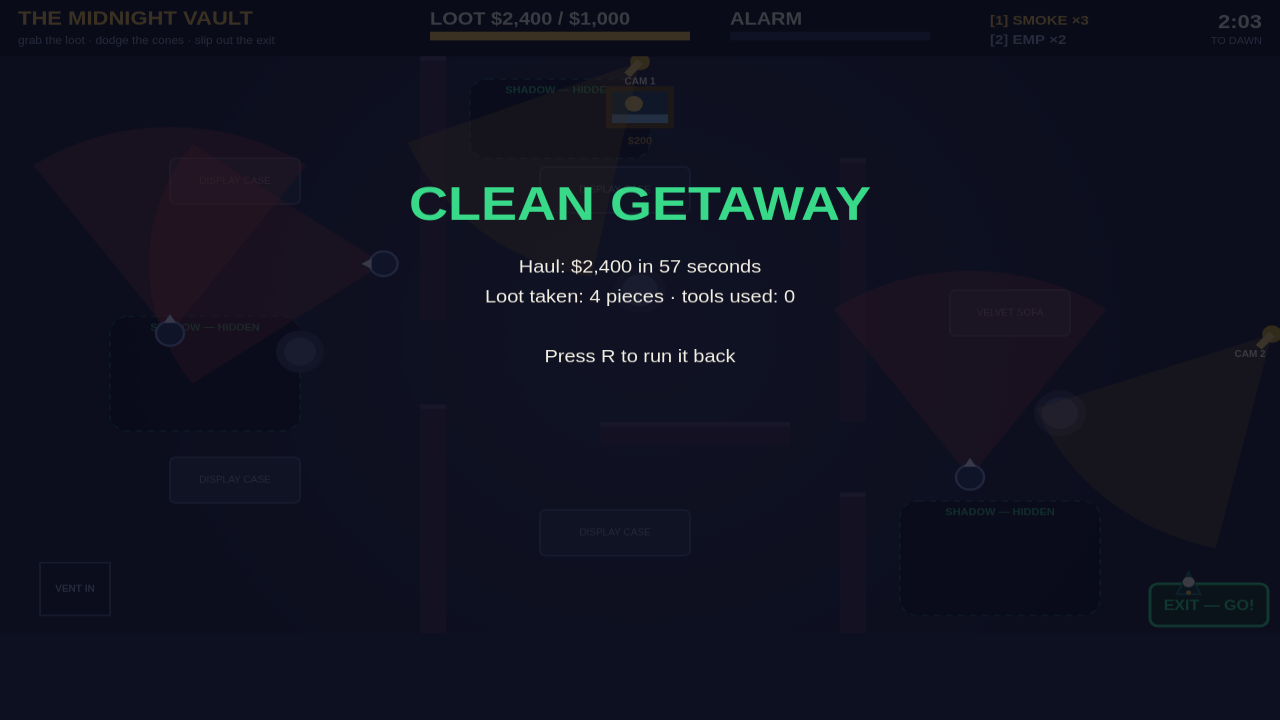 THE MIDNIGHT VAULT
grab the loot · dodge the cones · slip out the exit
LOOT $2,400 / $1,000
ALARM
[1] SMOKE ×3
[2] EMP ×2
2:03
TO DAWN
CAM 1
SHADOW — HIDDE
$200
DISPLAY CASE
DISPLAY CASE
CLEAN GETAWAY
Haul: $2,400 in 57 seconds
Loot taken: 4 pieces · tools used: 0
Press R to run it back
VELVET SOFA
SHADOW — HIDDEN
CAM 2
DISPLAY CASE
SHADOW — HIDDEN
DISPLAY CASE
VENT IN
EXIT — GO!